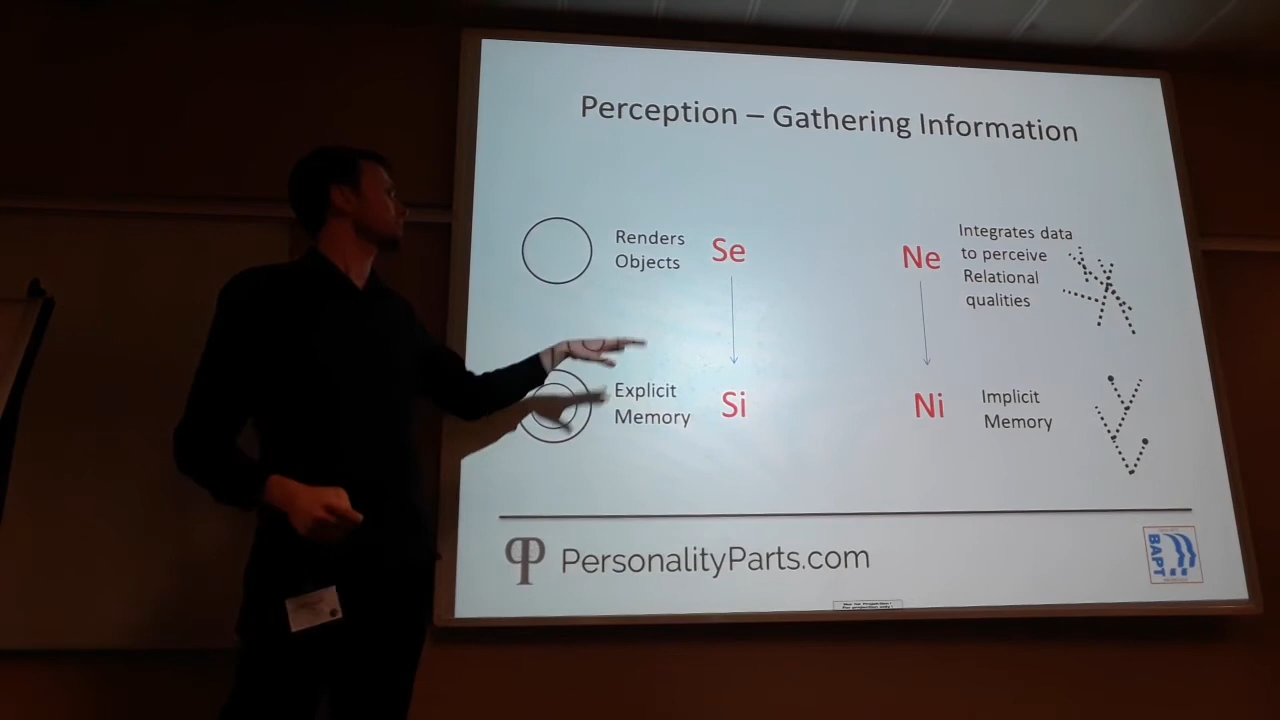 Perception – Gathering Information
Renders
Objects
Se
Ne
Integrates data
to perceive
Relational
qualities
Explicit
Memory
Si
Ni
Implicit
Memory
PersonalityParts.com
BAPT